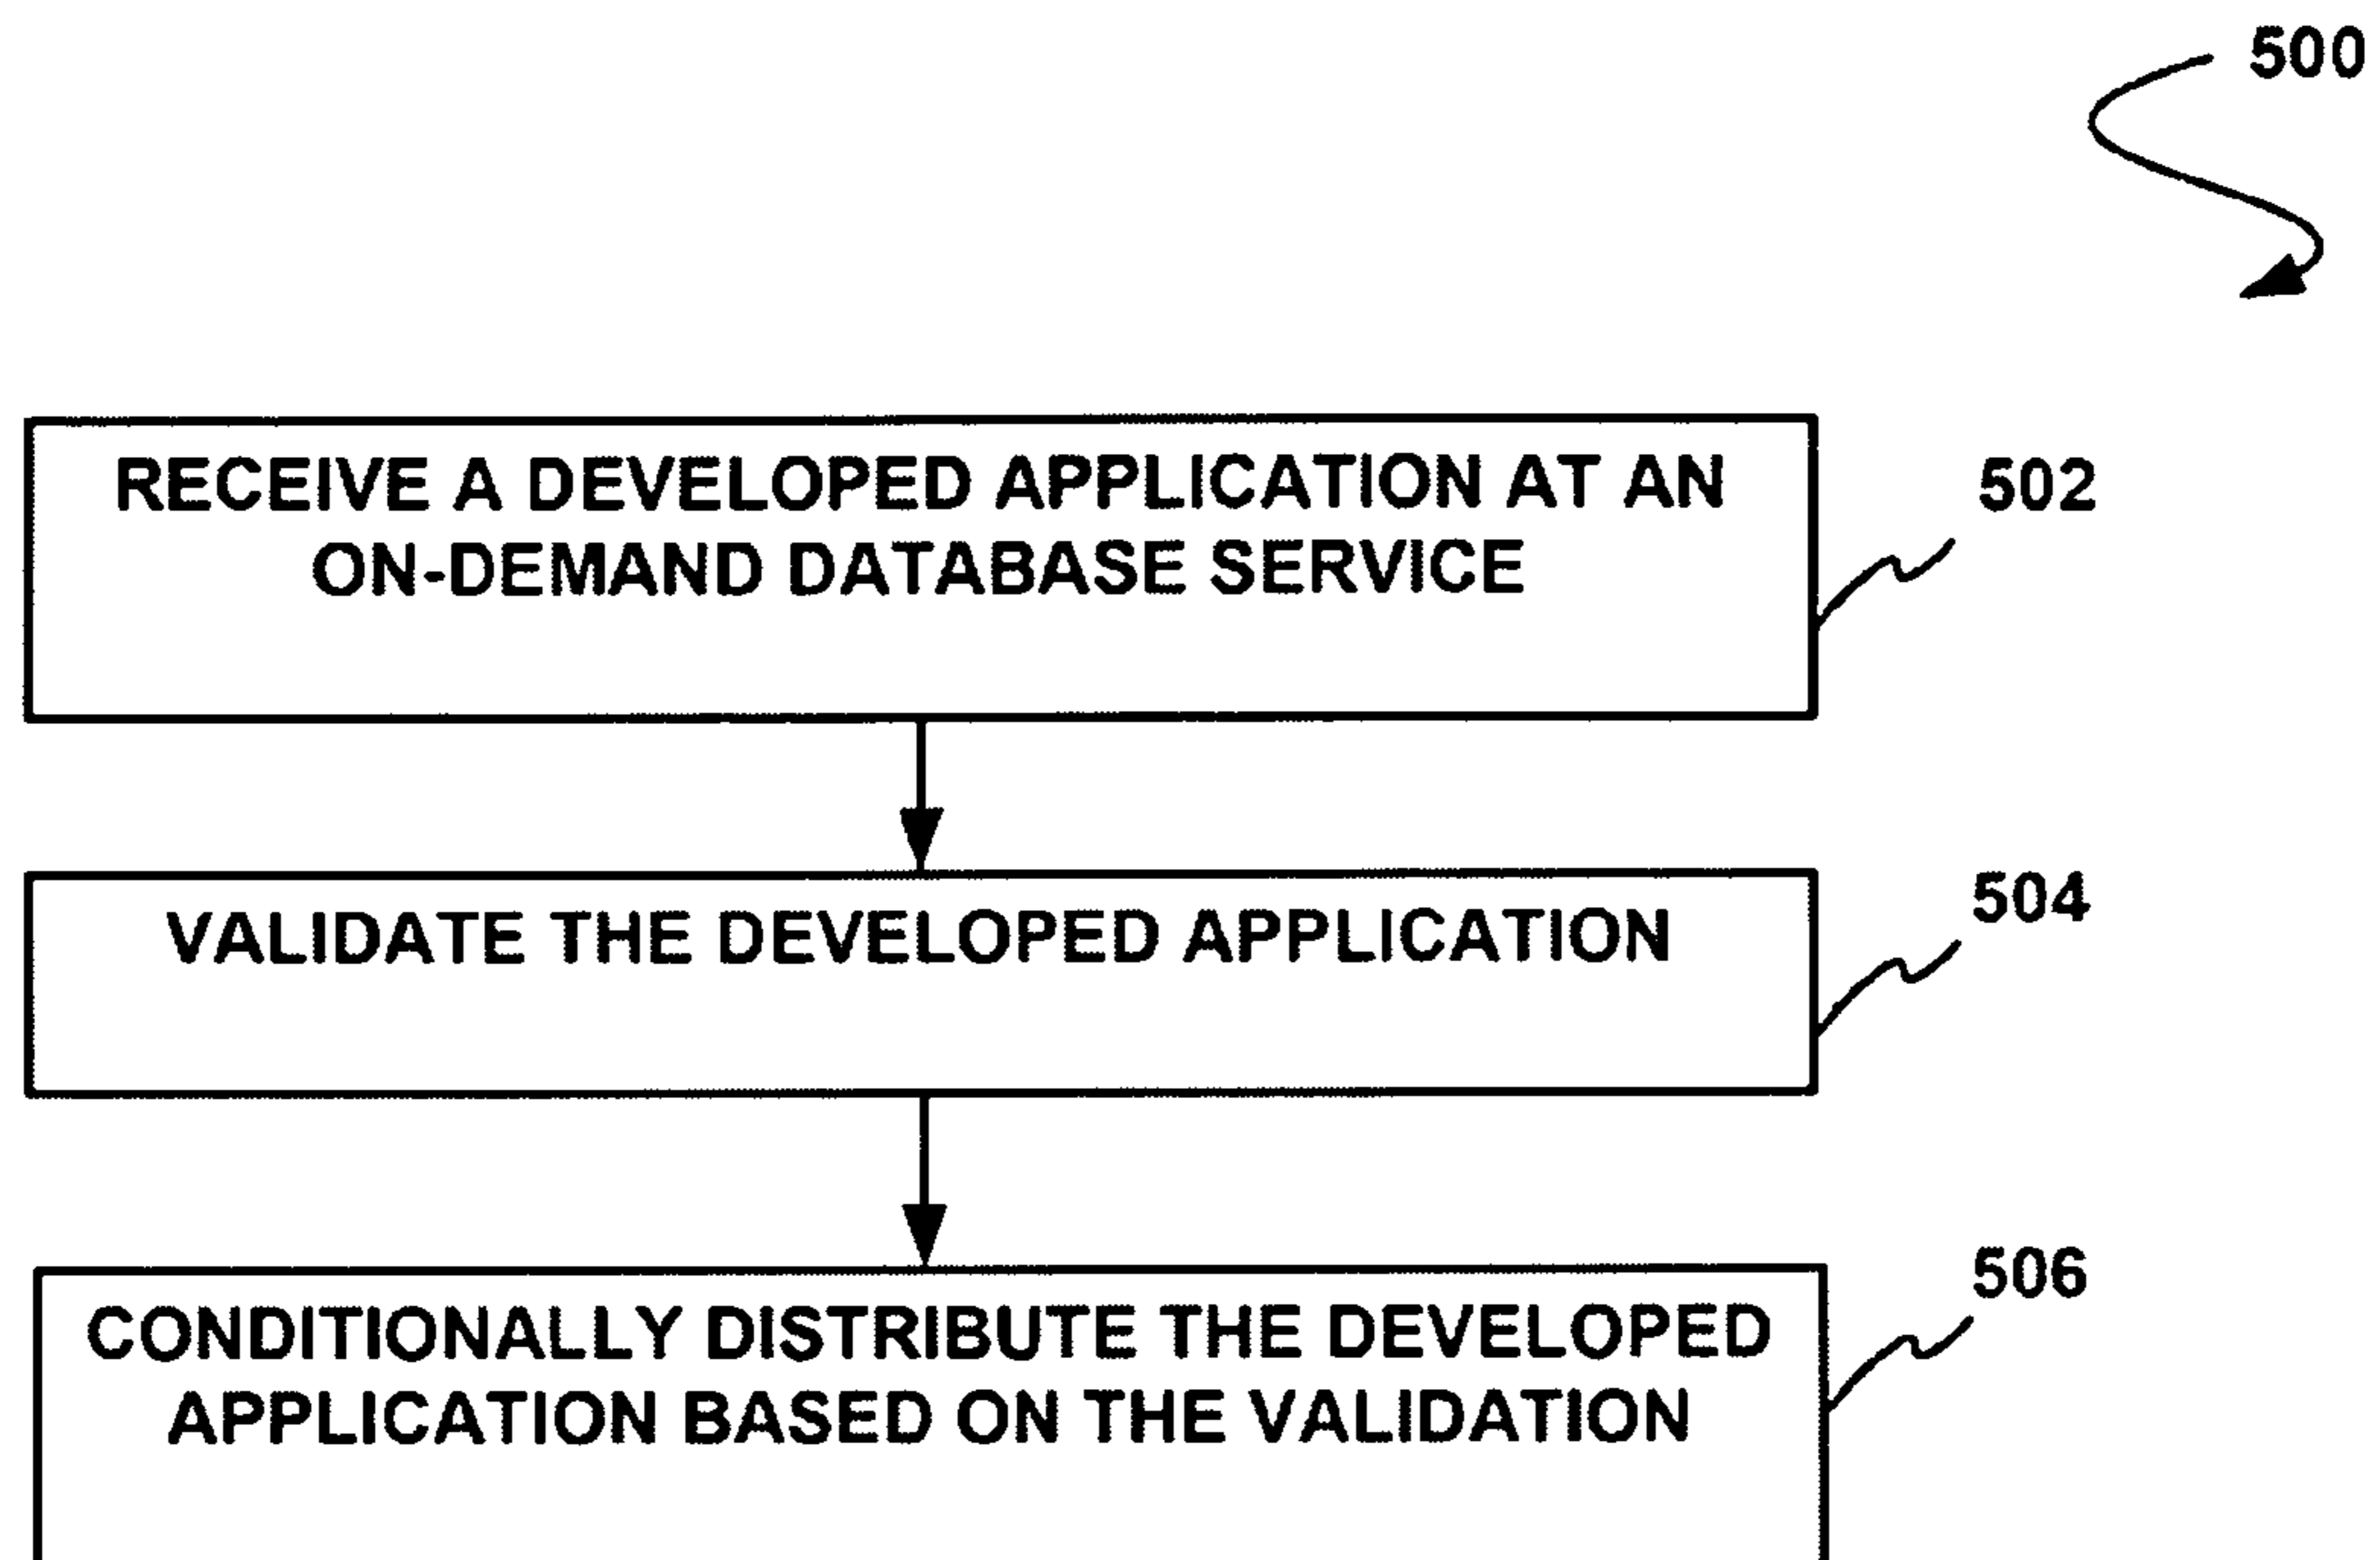 500
RECEIVE A DEVELOPED APPLICATION AT AN
ON-DEMAND DATABASE SERVICE
502
VALIDATE THE DEVELOPED APPLICATION
504
CONDITIONALLY DISTRIBUTE THE DEVELOPED
APPLICATION BASED ON THE VALIDATION
506